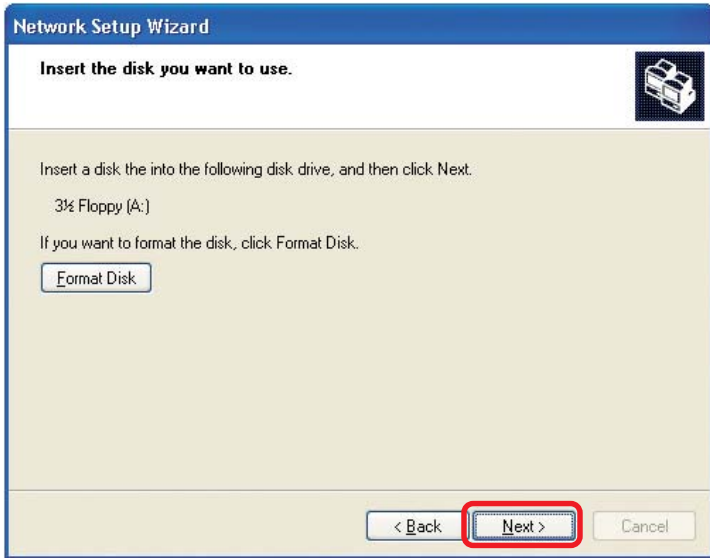 Network Setup Wizard
Insert the disk you want to use.
Insert a disk the into the following disk drive, and then click Next.
3½ Floppy (A:)
If you want to format the disk, click Format Disk.
Format Disk
< Back
Next >
Cancel